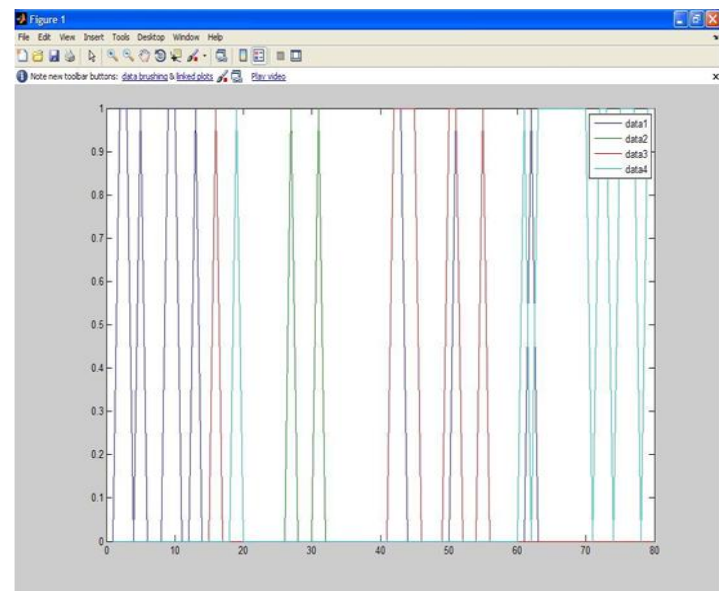 Figure 1
File Edit View Insert Tools Desktop Window Help
Note new toolbar buttons: data brushing & linked plots Play video
1
data1
data2
0.9
data3
data4
0.8
0.7
0.6
0.5
0.4
0.3
0.2
0.1
0
0 10 20 30 40 50 60 70 80